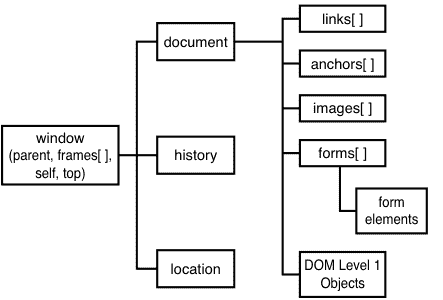 links[ ]
document
anchors[ ]
images[ ]
window
(parent, frames[ ],
self, top)
history
forms[ ]
form
elements
location
DOM Level 1
Objects